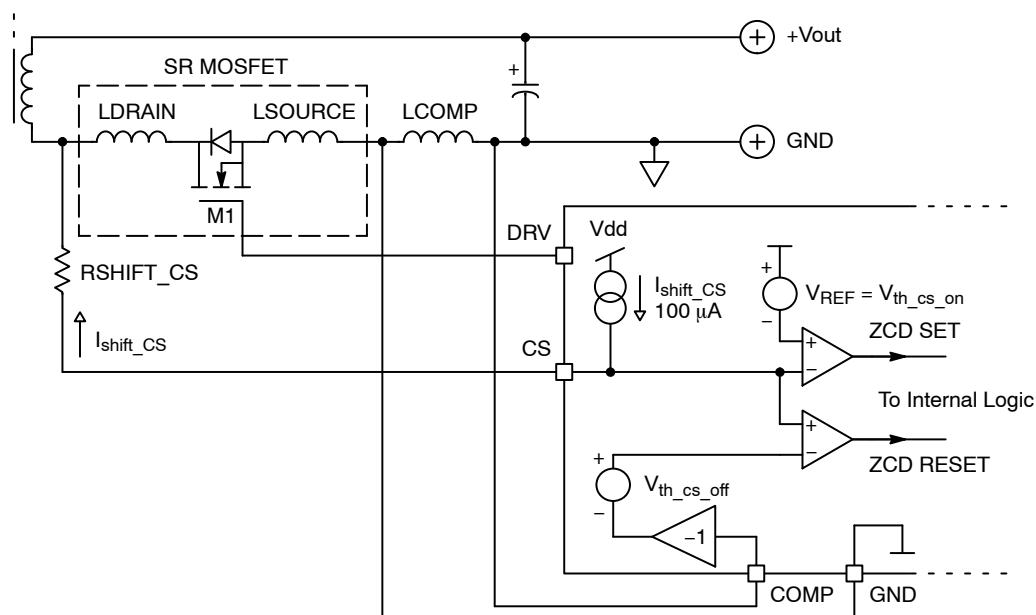 +Vout
SR MOSFET
LDRAIN
LSOURCE
LCOMP
+
GND
M1
DRV
Vdd
RSHIFT_CS
Ishift_CS
100 μA
+
VREF = Vth_cs_on
−
ZCD SET
Ishift_CS
CS
+
−
To Internal Logic
+
−
ZCD RESET
+
Vth_cs_off
−
−1
COMP
GND